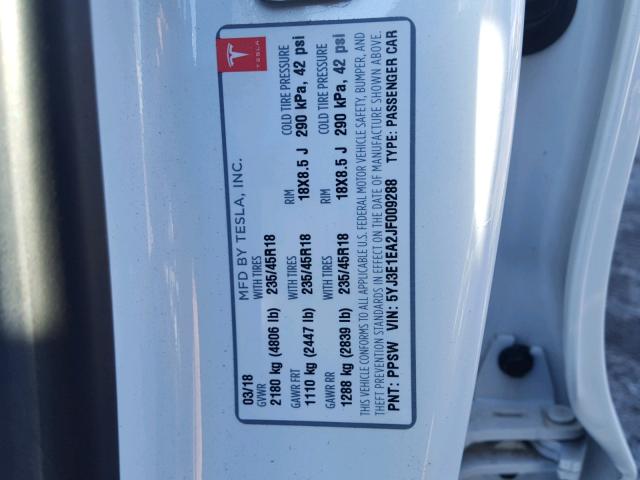 03/18 MFD BY TESLA, INC. TESLA
GVWR WITH TIRES RIM COLD TIRE PRESSURE
2180 kg (4806 lb) 235/45R18 18X8.5 J 290 kPa, 42 psi
GAWR FRT WITH TIRES RIM COLD TIRE PRESSURE
1110 kg (2447 lb) 235/45R18 18X8.5 J 290 kPa, 42 psi
GAWR RR
1288 kg (2839 lb) 235/45R18
THIS VEHICLE CONFORMS TO ALL APPLICABLE U.S. FEDERAL MOTOR VEHICLE SAFETY, BUMPER, AND
THEFT PREVENTION STANDARDS IN EFFECT ON THE DATE OF MANUFACTURE SHOWN ABOVE.
PNT: PPSW VIN: 5YJ3E1EA2JF009288 TYPE: PASSENGER CAR